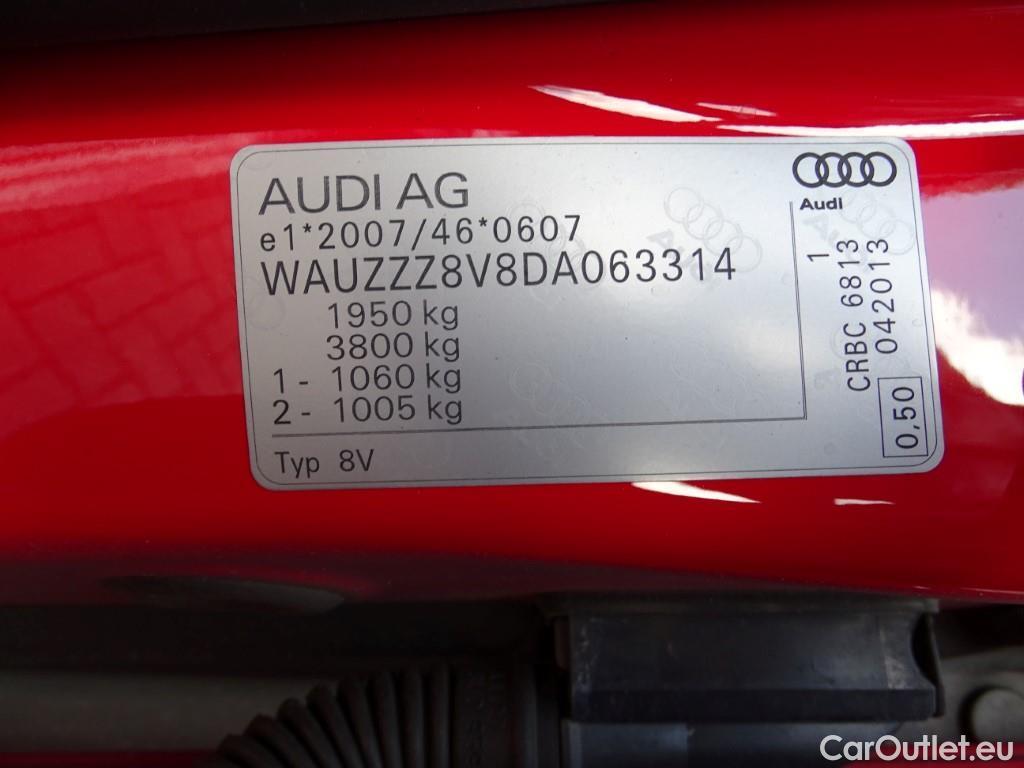 AUDI AG
e1*2007/46*0607
WAUZZZ8V8DA063314
1950 kg
3800 kg
1 - 1060 kg
2 - 1005 kg
Typ 8V
Audi
1
CRBC 6813
042013
0,50
CarOutlet.eu